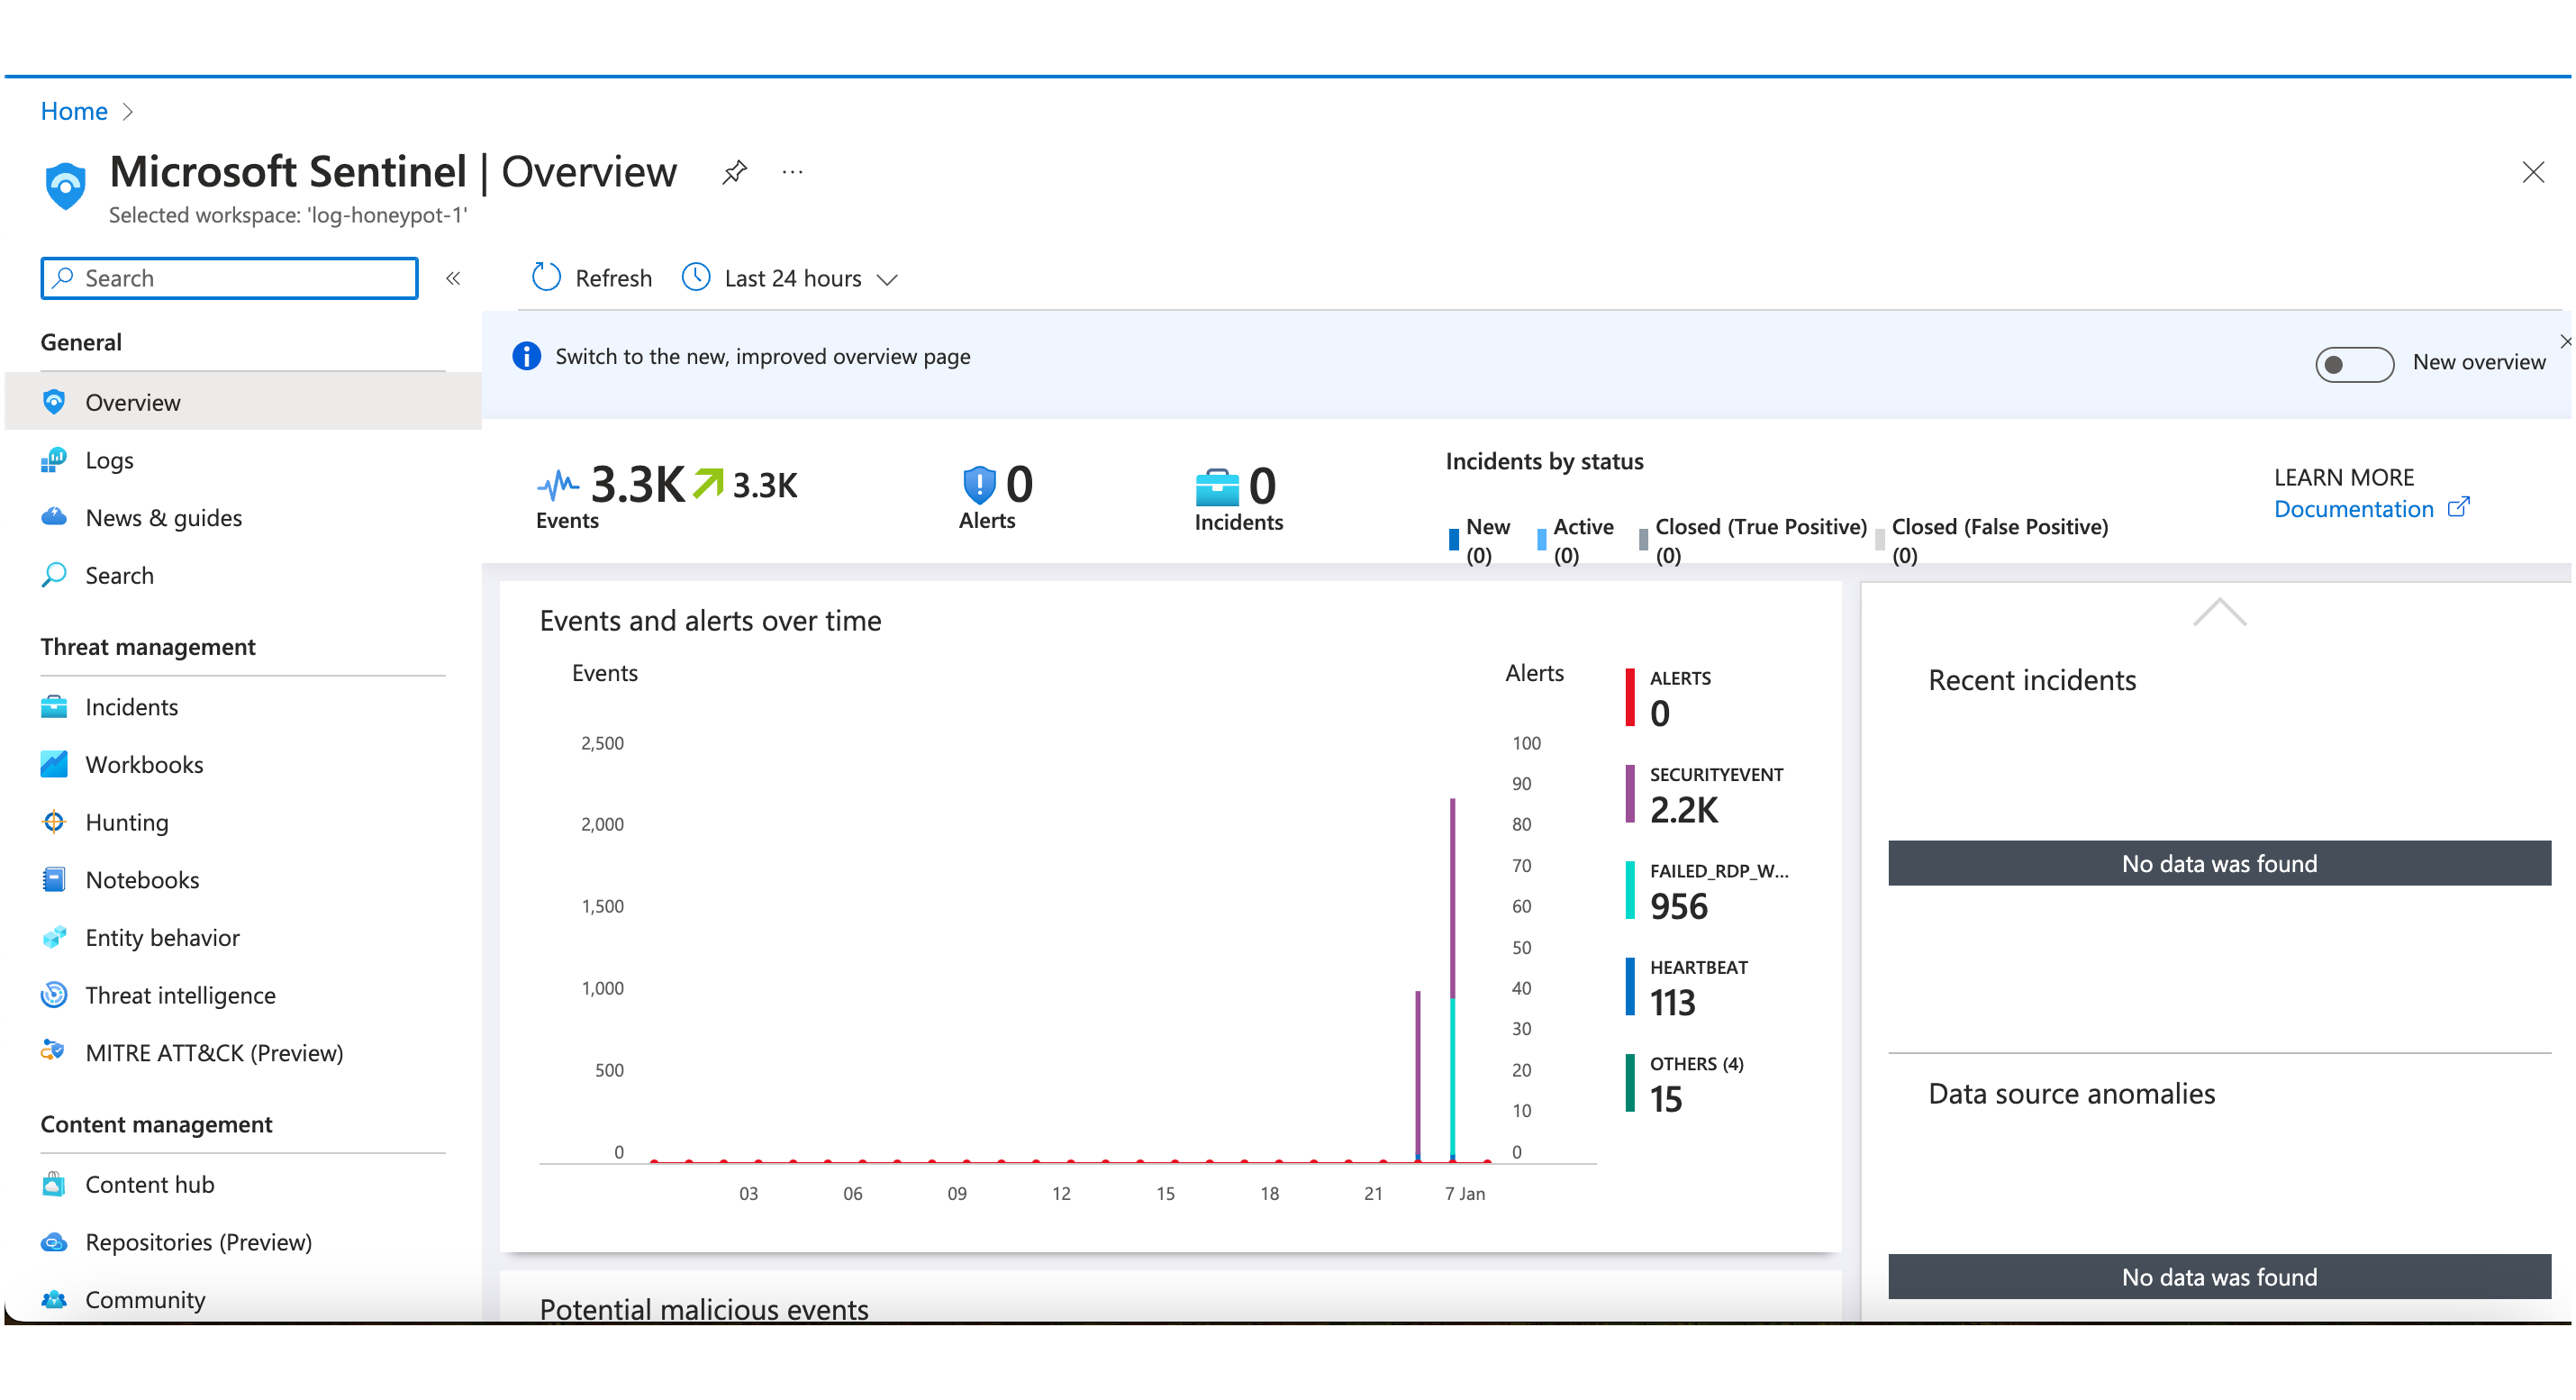 Home
Microsoft Sentinel | Overview
...
Selected workspace: 'log-honeypot-1'
Search
«
Refresh
Last 24 hours
General
Overview
Logs
News & guides
Search
Threat management
Incidents
Workbooks
Hunting
Notebooks
Entity behavior
Threat intelligence
MITRE ATT&CK (Preview)
Content management
Content hub
Repositories (Preview)
Community
Switch to the new, improved overview page
New overview
3.3K 3.3K
Events
0
Alerts
0
Incidents
Incidents by status
New (0)
Active (0)
Closed (True Positive) (0)
Closed (False Positive) (0)
LEARN MORE
Documentation
Events and alerts over time
Events
Alerts
2,500
2,000
1,500
1,000
500
0
100
90
80
70
60
50
40
30
20
10
0
03 06 09 12 15 18 21 7 Jan
ALERTS
0
SECURITYEVENT
2.2K
FAILED_RDP_W...
956
HEARTBEAT
113
OTHERS (4)
15
Potential malicious events
Recent incidents
No data was found
Data source anomalies
No data was found